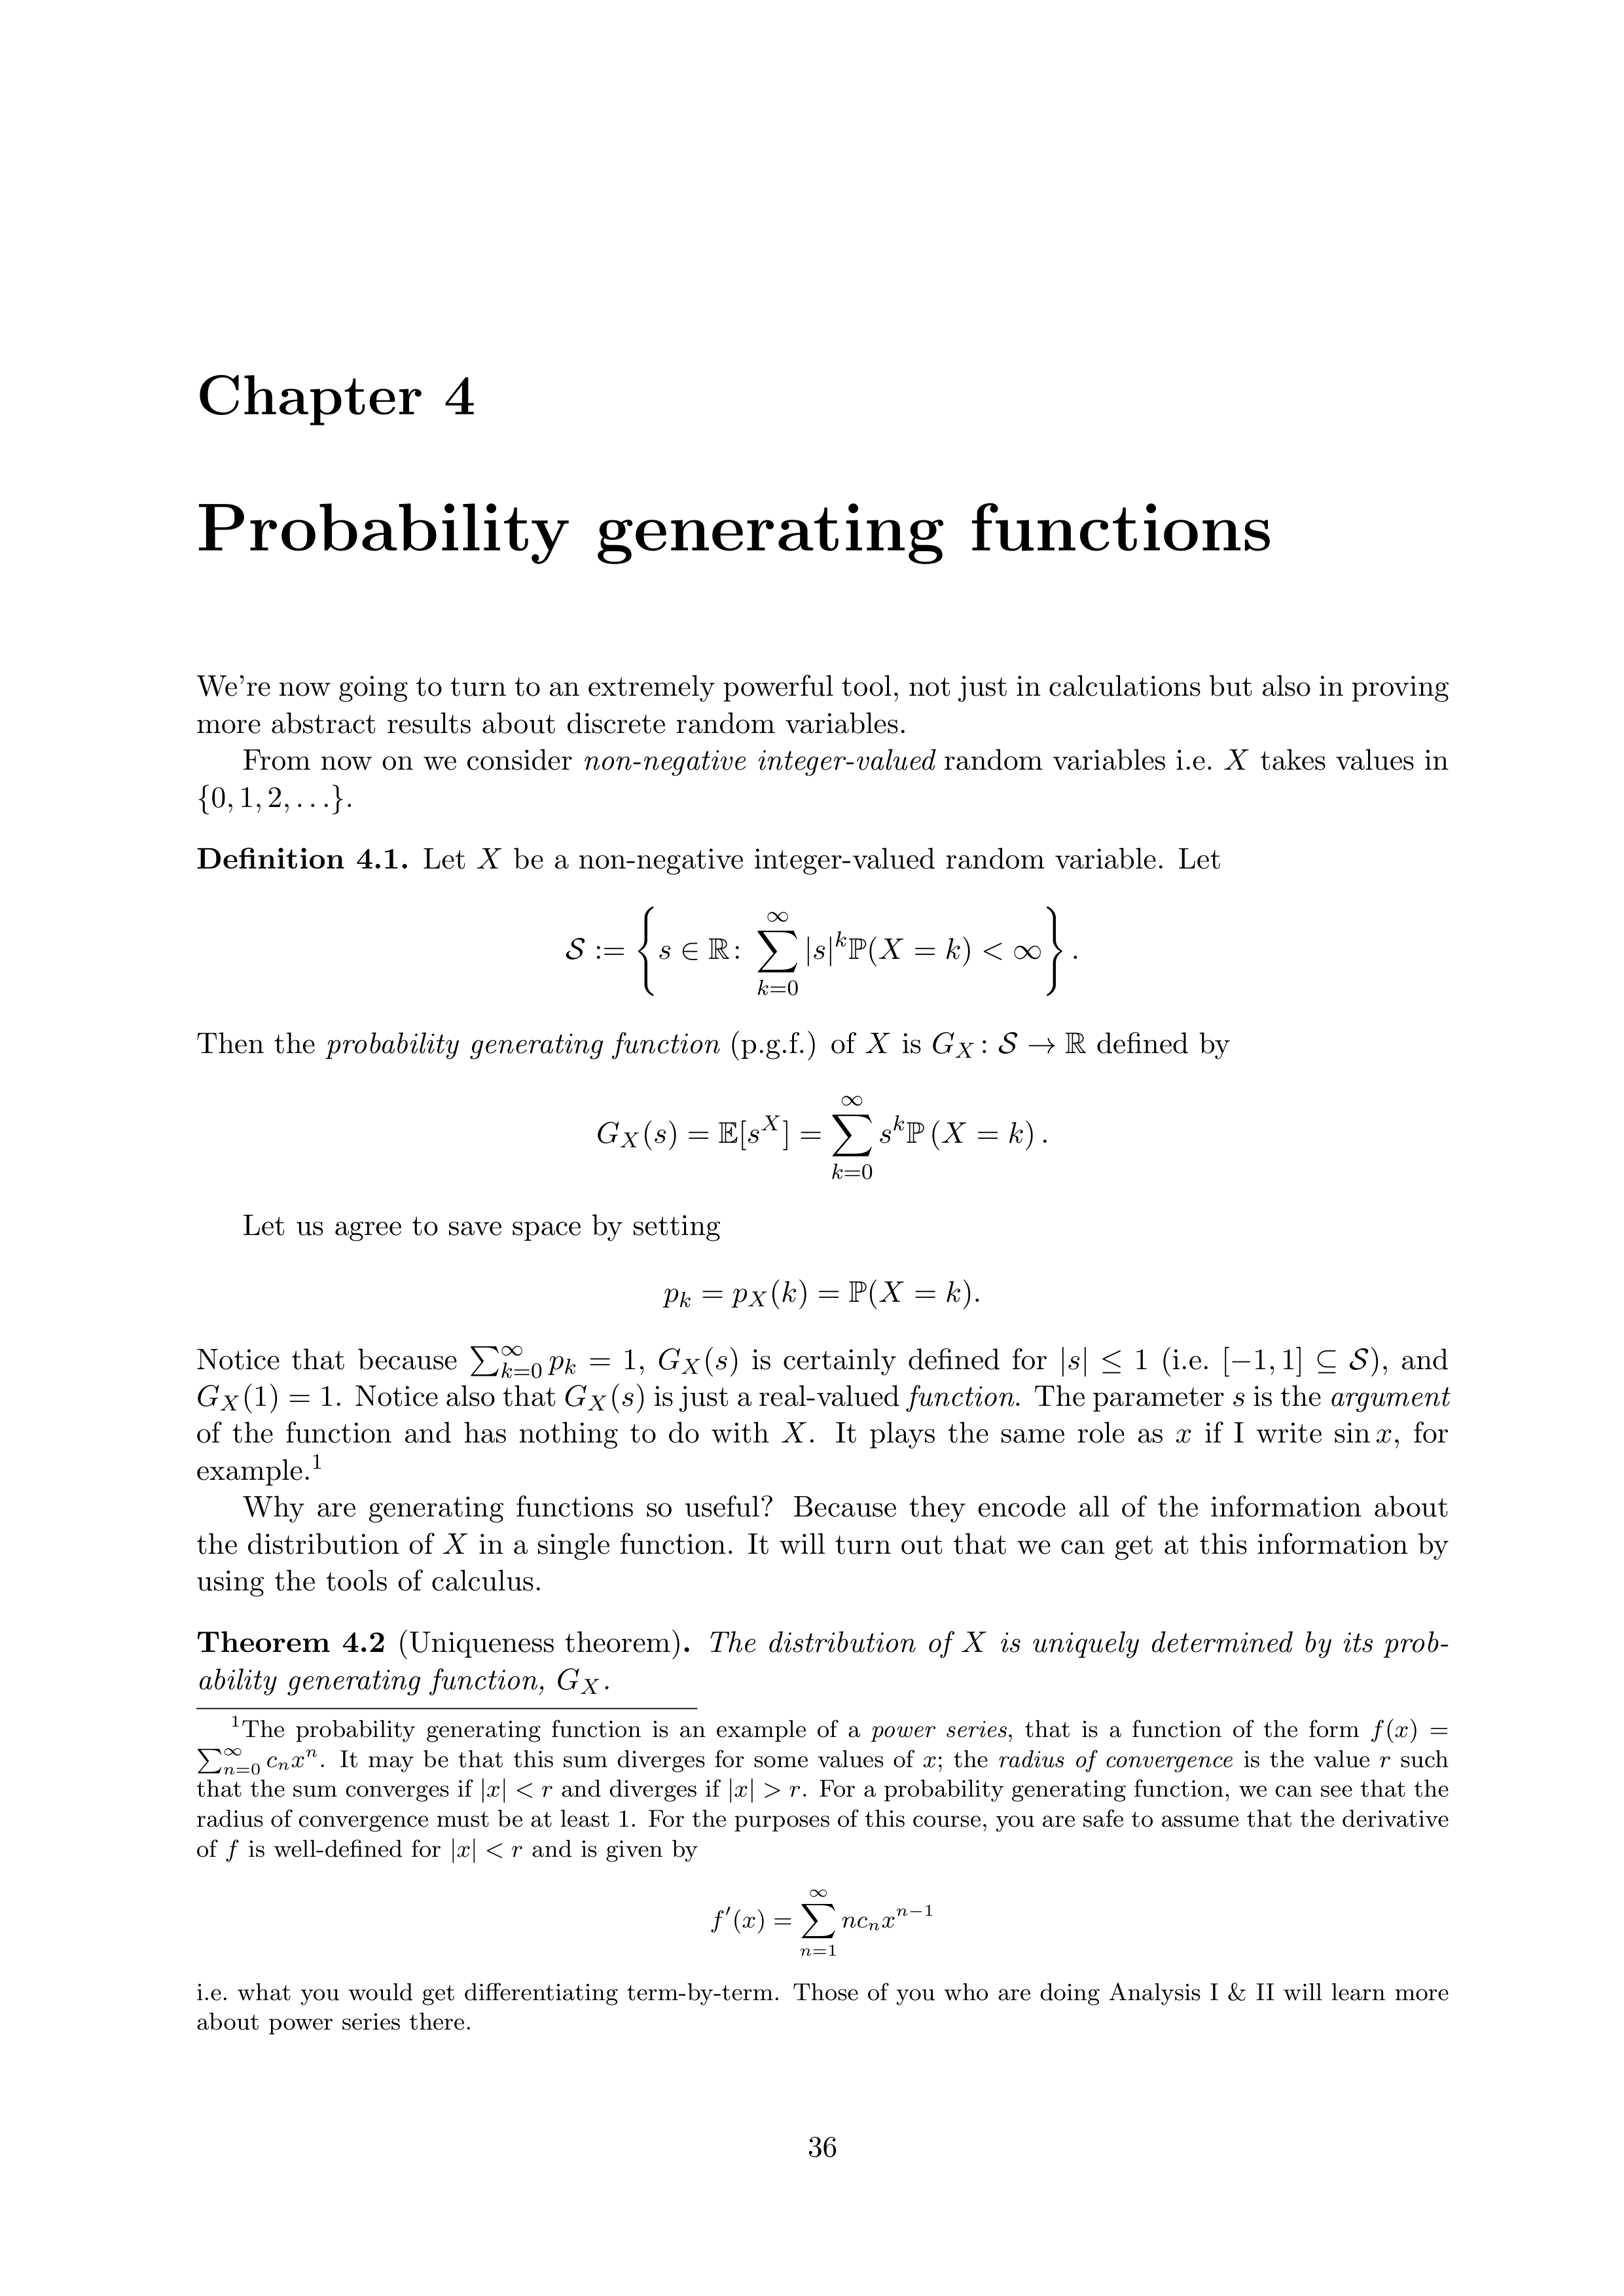 Chapter 4
Probability generating functions
We're now going to turn to an extremely powerful tool, not just in calculations but also in proving
more abstract results about discrete random variables.
From now on we consider non-negative integer-valued random variables i.e. X takes values in
{0, 1, 2, . . .}.
Definition 4.1. Let X be a non-negative integer-valued random variable. Let
$\mathcal{S} := \left\{ s \in \mathbb{R} : \sum_{k=0}^{\infty} |s|^k \mathbb{P}(X = k) < \infty \right\}.$
Then the probability generating function (p.g.f.) of X is $G_X : \mathcal{S} \to \mathbb{R}$ defined by
$G_X(s) = \mathbb{E}[s^X] = \sum_{k=0}^{\infty} s^k \mathbb{P}(X = k).$
Let us agree to save space by setting
$p_k = p_X(k) = \mathbb{P}(X = k).$
Notice that because $\sum_{k=0}^{\infty} p_k = 1$, $G_X(s)$ is certainly defined for $|s| \leq 1$ (i.e. $[-1, 1] \subseteq \mathcal{S}$), and
$G_X(1) = 1$. Notice also that $G_X(s)$ is just a real-valued function. The parameter s is the argument
of the function and has nothing to do with X. It plays the same role as x if I write sin x, for
example.¹
Why are generating functions so useful? Because they encode all of the information about
the distribution of X in a single function. It will turn out that we can get at this information by
using the tools of calculus.
Theorem 4.2 (Uniqueness theorem). The distribution of X is uniquely determined by its prob-
ability generating function, $G_X$.
¹The probability generating function is an example of a power series, that is a function of the form $f(x) =$
$\sum_{n=0}^{\infty} c_n x^n$. It may be that this sum diverges for some values of x; the radius of convergence is the value r such
that the sum converges if $|x| < r$ and diverges if $|x| > r$. For a probability generating function, we can see that the
radius of convergence must be at least 1. For the purposes of this course, you are safe to assume that the derivative
of f is well-defined for $|x| < r$ and is given by
$f'(x) = \sum_{n=1}^{\infty} n c_n x^{n-1}$
i.e. what you would get differentiating term-by-term. Those of you who are doing Analysis I & II will learn more
about power series there.
36